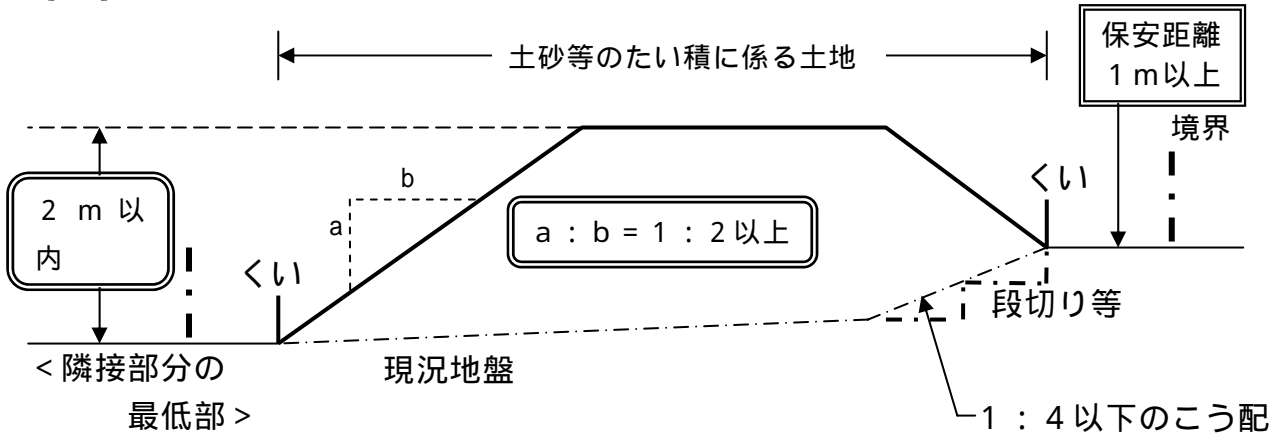 土砂等のたい積に係る土地
保安距離
1m以上
境界
くい
2m以
内
b
a
a:b=1:2以上
くい
段切り等
<隣接部分の
最低部>
現況地盤
1:4以下のこう配